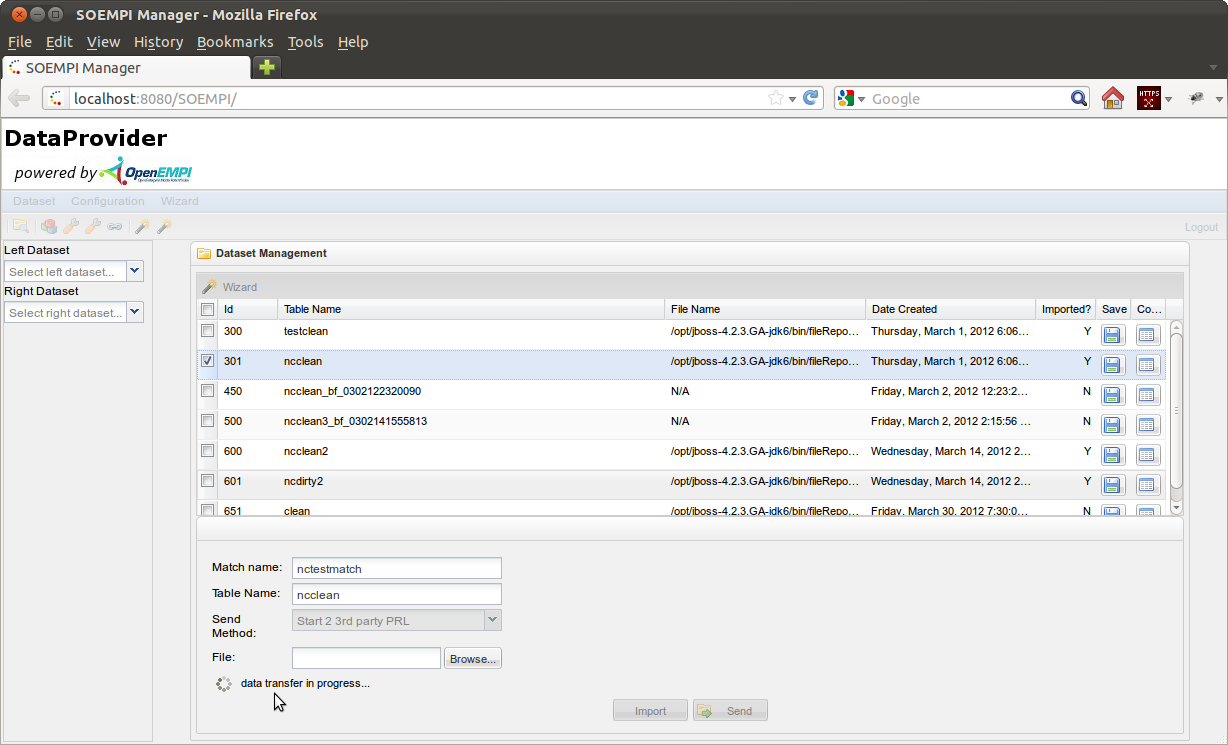 SOEMPI Manager - Mozilla Firefox
File Edit View History Bookmarks Tools Help
SOEMPI Manager
localhost:8080/SOEMPI/ Google HTTPS
DataProvider
powered by OpenEMPI
Dataset Configuration Wizard
Logout
Left Dataset
Select left dataset...
Right Dataset
Select right dataset...
Dataset Management
Wizard
Id Table Name File Name Date Created Imported? Save Co...
300 testclean /opt/jboss-4.2.3.GA-jdk6/bin/fileRepo... Thursday, March 1, 2012 6:06... Y
301 ncclean /opt/jboss-4.2.3.GA-jdk6/bin/fileRepo... Thursday, March 1, 2012 6:06... Y
450 ncclean_bf_0302122320090 N/A Friday, March 2, 2012 12:23:2... N
500 ncclean3_bf_0302141555813 N/A Friday, March 2, 2012 2:15:56 ... N
600 ncclean2 /opt/jboss-4.2.3.GA-jdk6/bin/fileRepo... Wednesday, March 14, 2012 2... Y
601 ncdirty2 /opt/jboss-4.2.3.GA-jdk6/bin/fileRepo... Wednesday, March 14, 2012 2... Y
651 clean /opt/jboss-4.2.3.GA-jdk6/bin/fileRepo... Friday, March 30, 2012 7:30:0... N
Match name: nctestmatch
Table Name: ncclean
Send Method: Start 2 3rd party PRL
File: Browse...
data transfer in progress...
Import Send